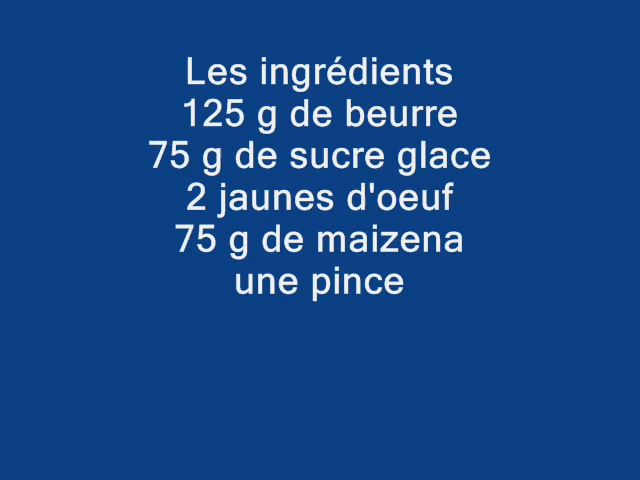 Les ingrédients
125 g de beurre
75 g de sucre glace
2 jaunes d'oeuf
75 g de maizena
une pince